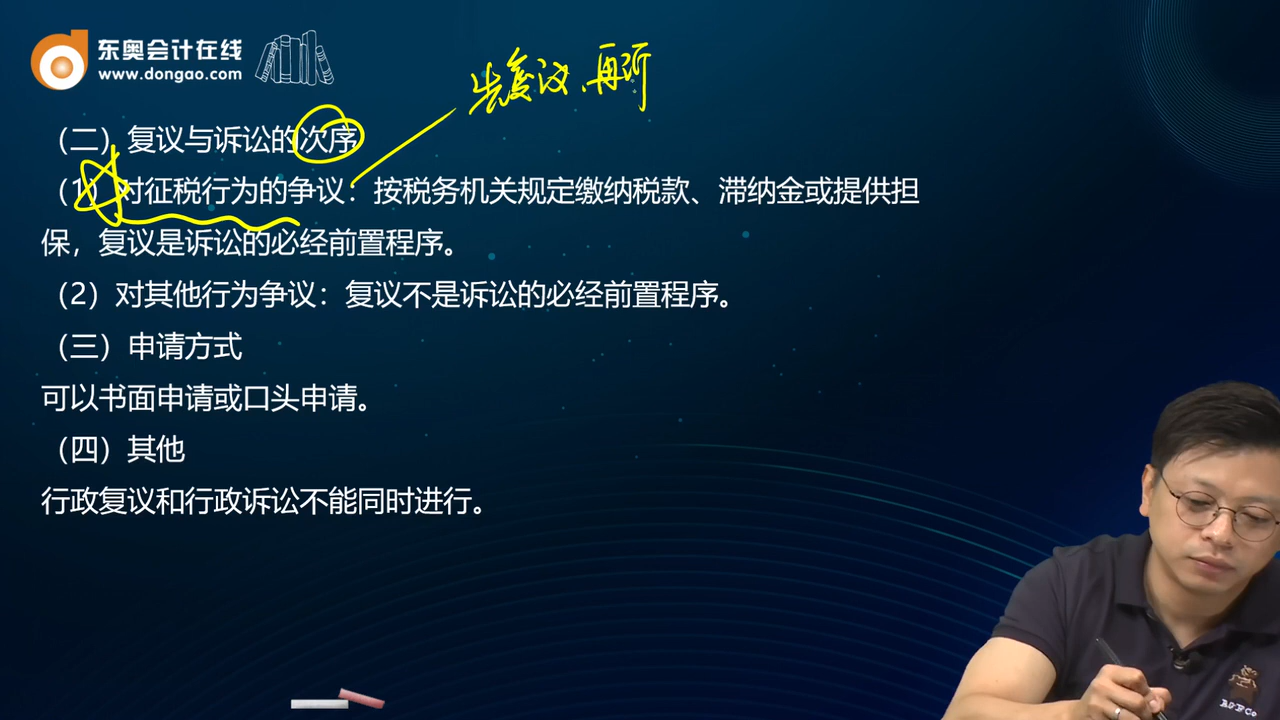 东奥会计在线
www.dongao.com
先复议、再诉
（二）复议与诉讼的次序
（1）对征税行为的争议：按税务机关规定缴纳税款、滞纳金或提供担
保，复议是诉讼的必经前置程序。
（2）对其他行为争议：复议不是诉讼的必经前置程序。
（三）申请方式
可以书面申请或口头申请。
（四）其他
行政复议和行政诉讼不能同时进行。